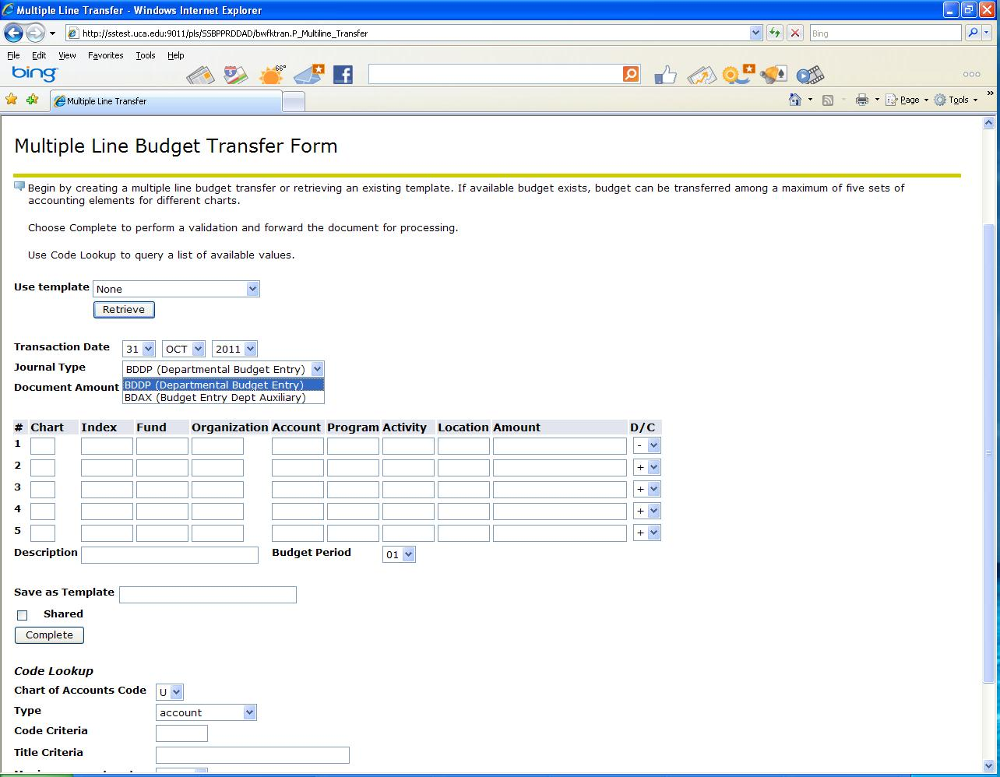 Multiple Line Transfer - Windows Internet Explorer
http://sstest.uca.edu:9011/pls/SSBPPRDDAD/bwfktran.P_Multiline_Transfer
Bing
File Edit View Favorites Tools Help
bing 66°
Multiple Line Transfer
Page Tools
Multiple Line Budget Transfer Form
Begin by creating a multiple line budget transfer or retrieving an existing template. If available budget exists, budget can be transferred among a maximum of five sets of
accounting elements for different charts.
Choose Complete to perform a validation and forward the document for processing.
Use Code Lookup to query a list of available values.
Use template None
Retrieve
Transaction Date 31 OCT 2011
Journal Type BDDP (Departmental Budget Entry)
Document Amount BDDP (Departmental Budget Entry)
BDAX (Budget Entry Dept Auxiliary)
# Chart Index Fund Organization Account Program Activity Location Amount D/C
1 -
2 +
3 +
4 +
5 +
Description Budget Period 01
Save as Template
Shared
Complete
Code Lookup
Chart of Accounts Code U
Type account
Code Criteria
Title Criteria